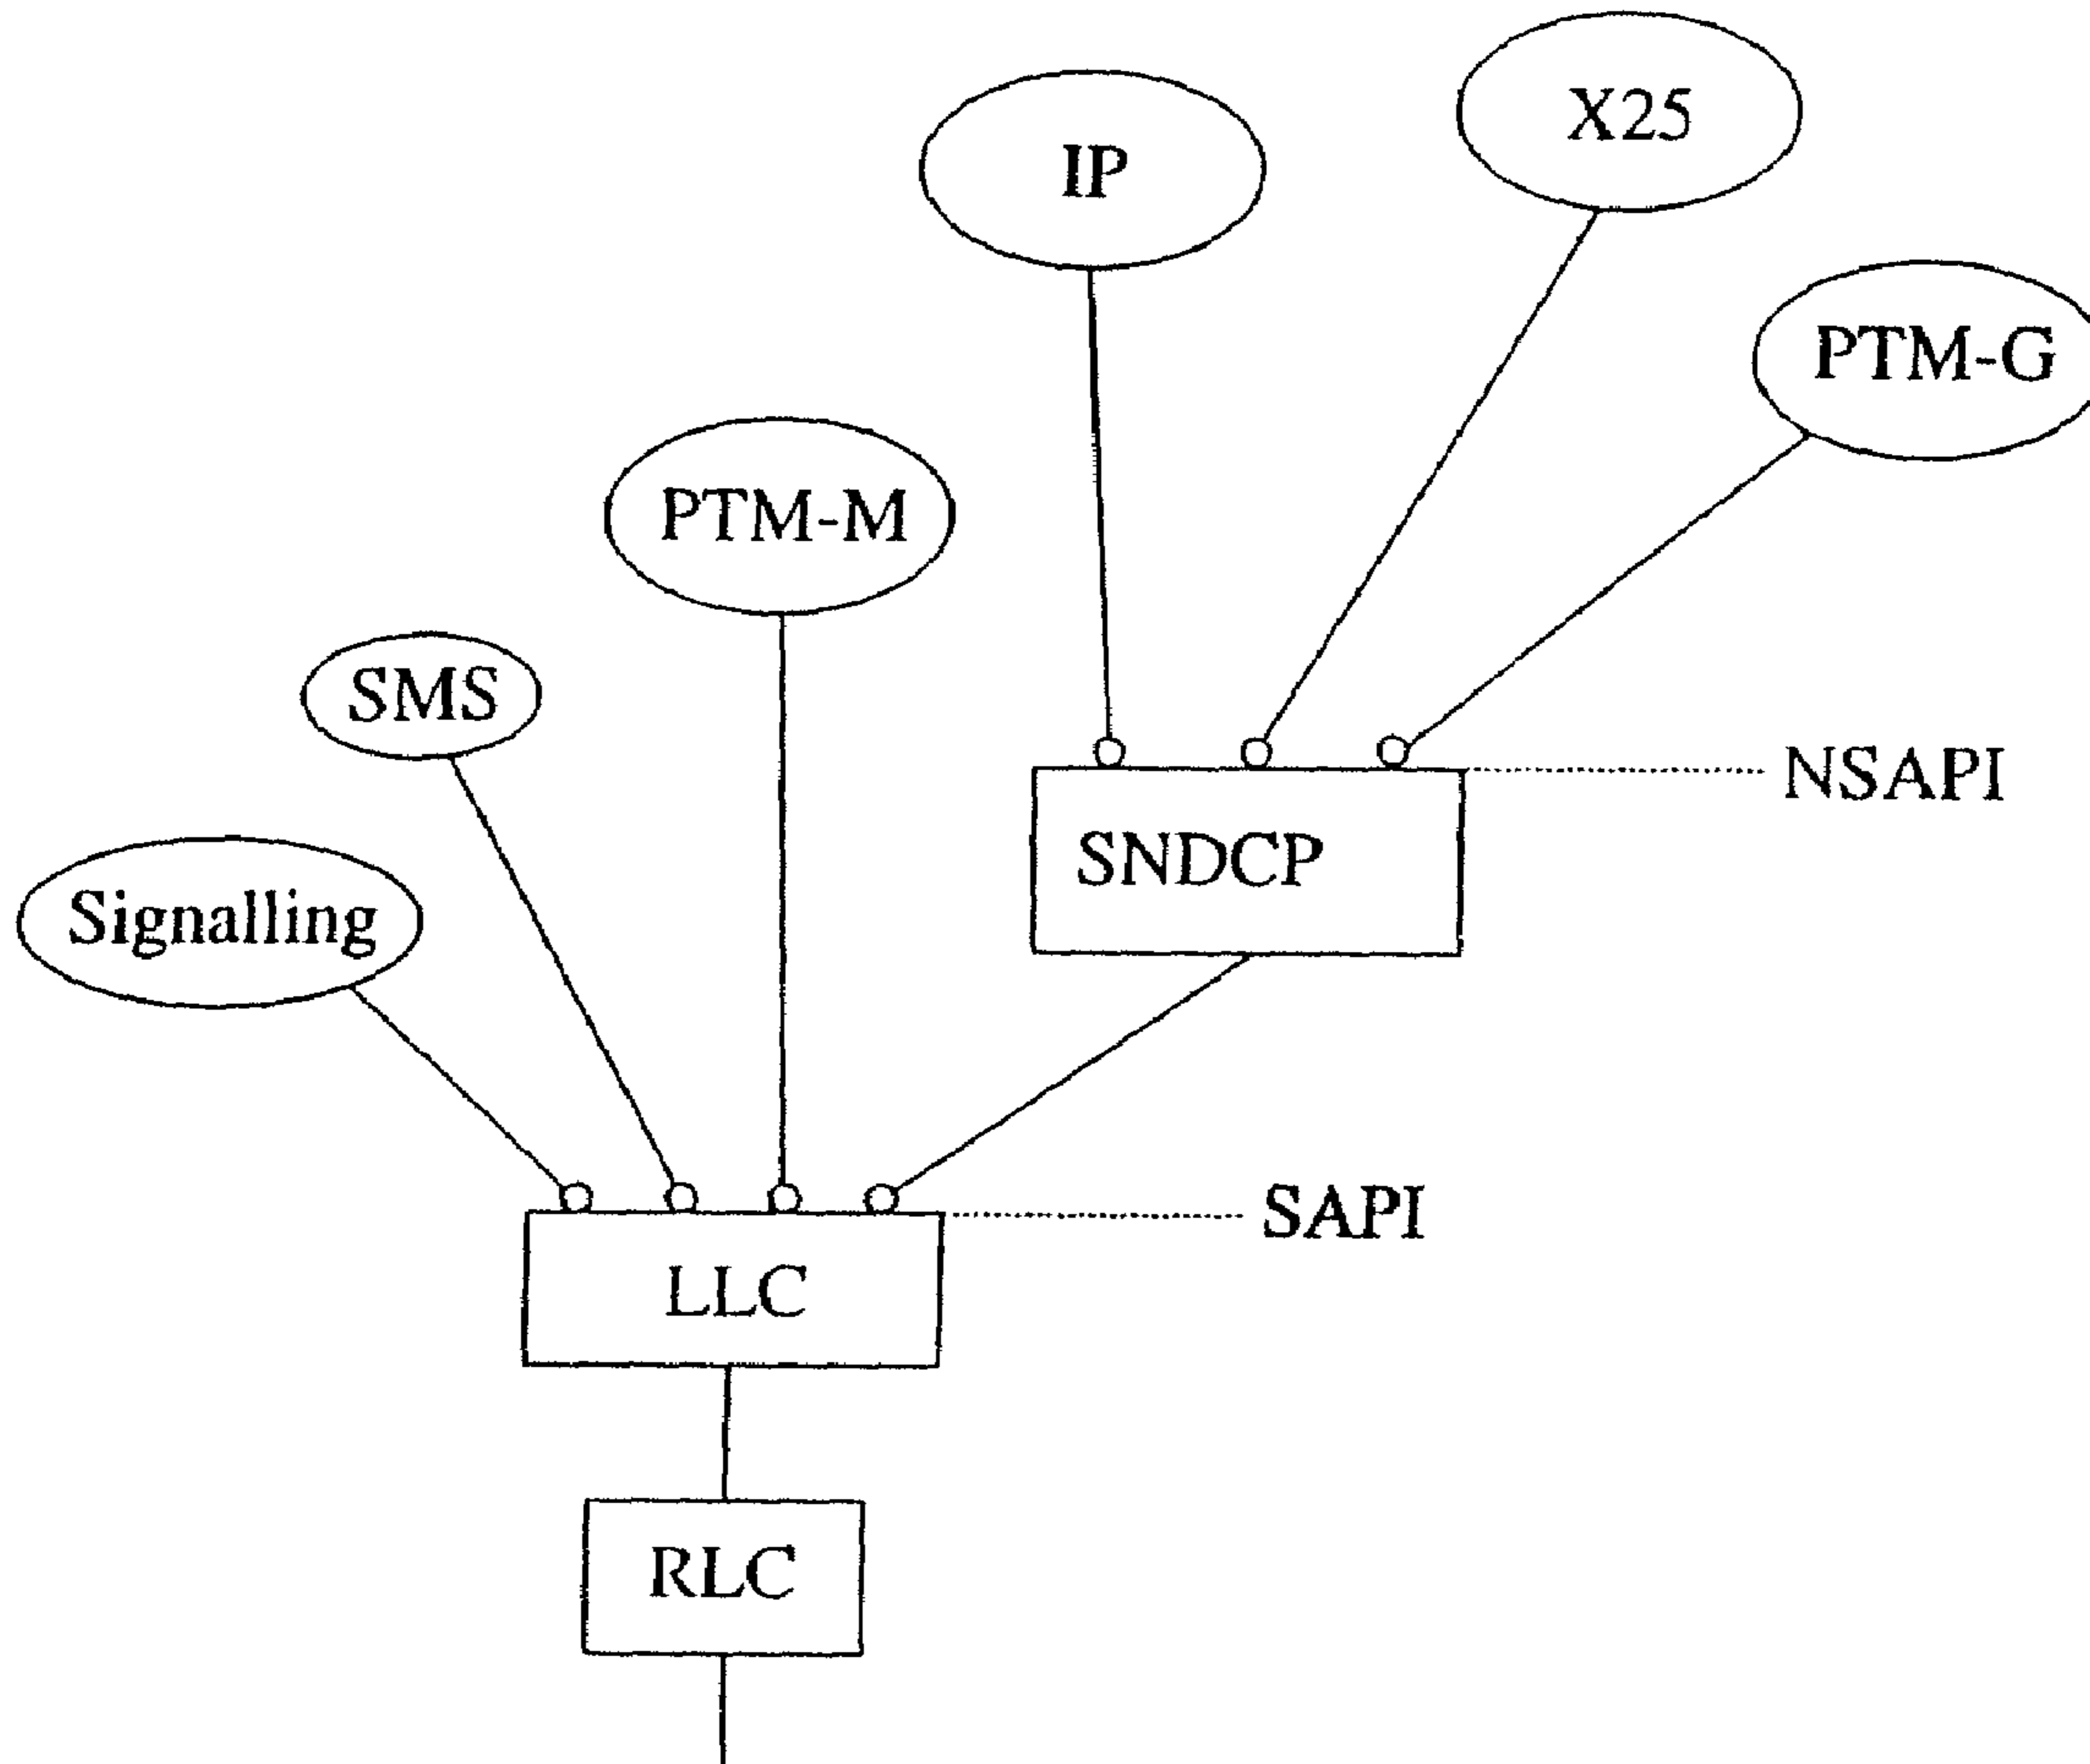 X25
IP
PTM-G
PTM-M
SMS
NSAPI
SNDCP
Signalling
SAPI
LLC
RLC